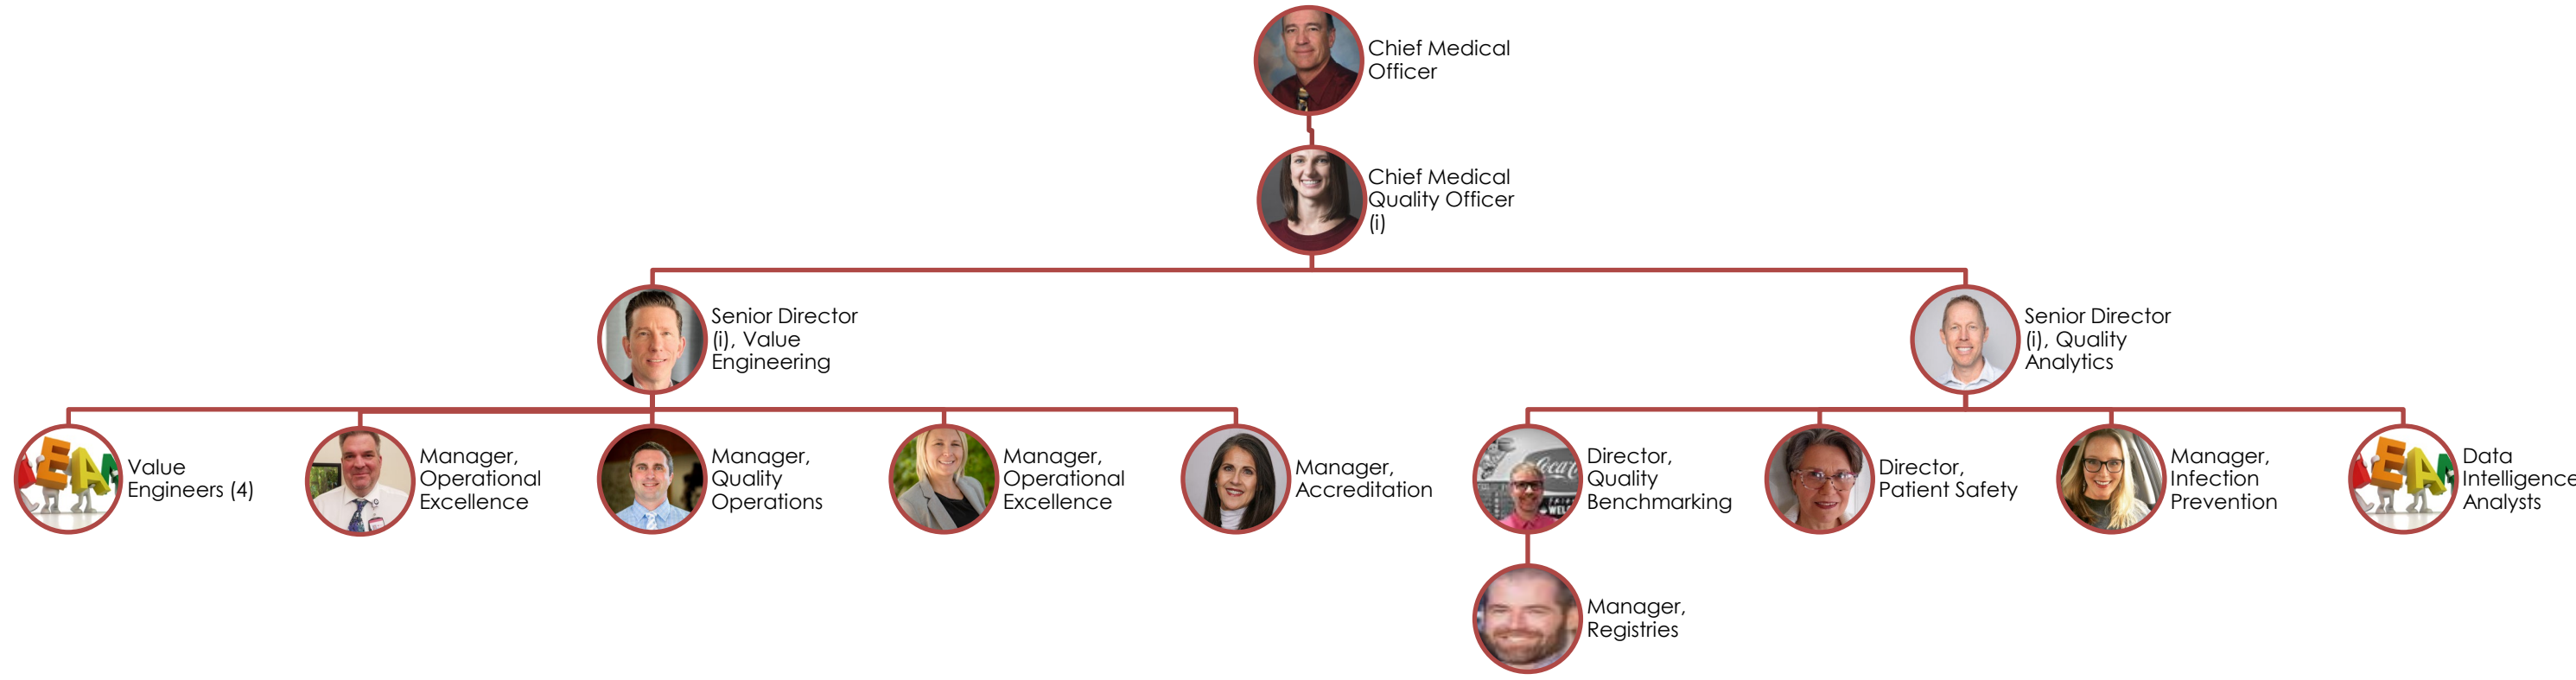 Chief Medical
Officer
Chief Medical
Quality Officer
(i)
Senior Director
(i), Value
Engineering
Senior Director
(i), Quality
Analytics
EA
Value
Engineers (4)
Manager,
Operational
Excellence
Manager,
Quality
Operations
Manager,
Operational
Excellence
Manager,
Accreditation
Director,
Quality
Benchmarking
Director,
Patient Safety
Manager,
Infection
Prevention
EA
Data
Intelligence
Analysts
Manager,
Registries